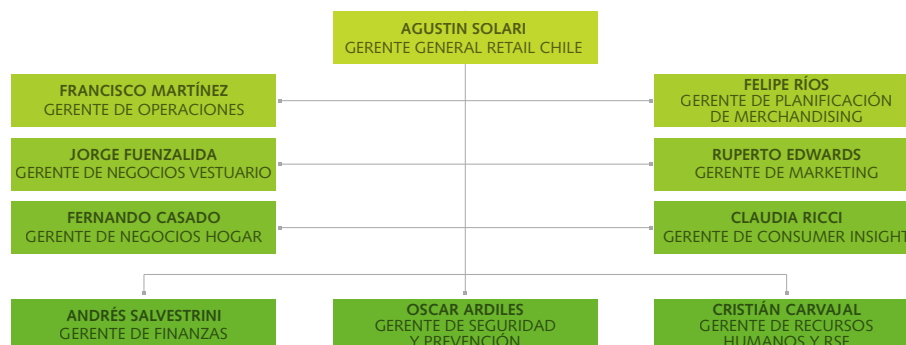 AGUSTIN SOLARI
GERENTE GENERAL RETAIL CHILE
FRANCISCO MARTÍNEZ
GERENTE DE OPERACIONES
FELIPE RÍOS
GERENTE DE PLANIFICACIÓN
DE MERCHANDISING
JORGE FUENZALIDA
GERENTE DE NEGOCIOS VESTUARIO
RUPERTO EDWARDS
GERENTE DE MARKETING
FERNANDO CASADO
GERENTE DE NEGOCIOS HOGAR
CLAUDIA RICCI
GERENTE DE CONSUMER INSIGHT
ANDRÉS SALVESTRINI
GERENTE DE FINANZAS
OSCAR ARDILES
GERENTE DE SEGURIDAD
Y PREVENCIÓN
CRISTIÁN CARVAJAL
GERENTE DE RECURSOS
HUMANOS Y RSE